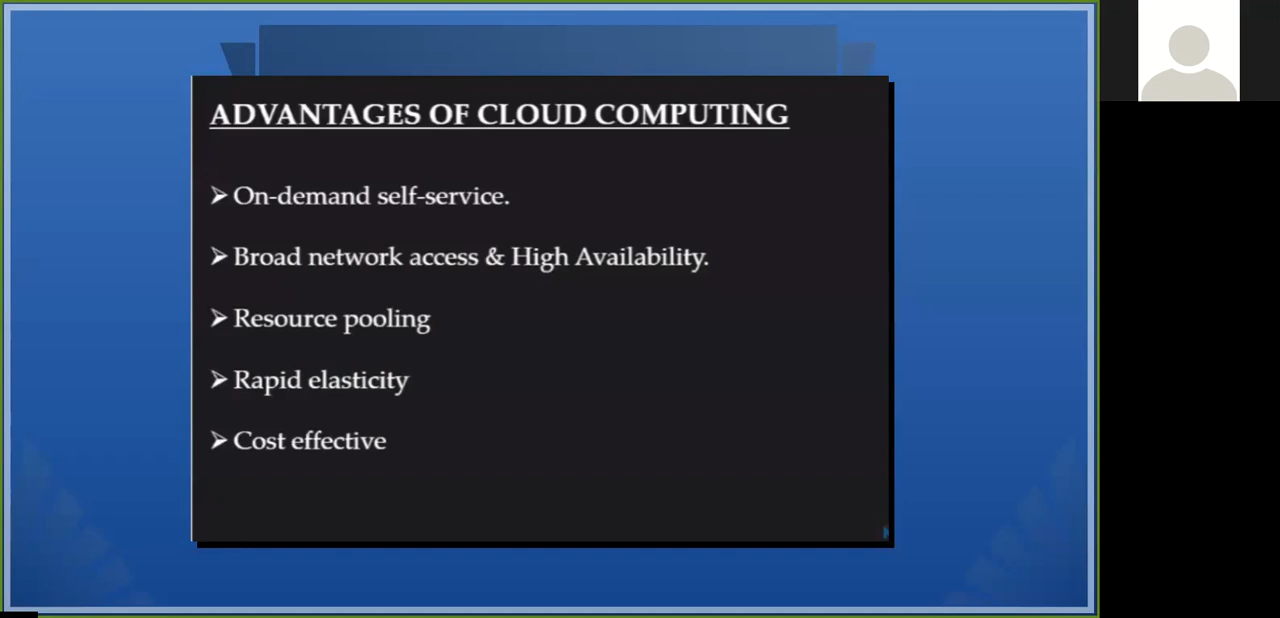 ADVANTAGES OF CLOUD COMPUTING
➢ On-demand self-service.
➢ Broad network access & High Availability.
➢ Resource pooling
➢ Rapid elasticity
➢ Cost effective